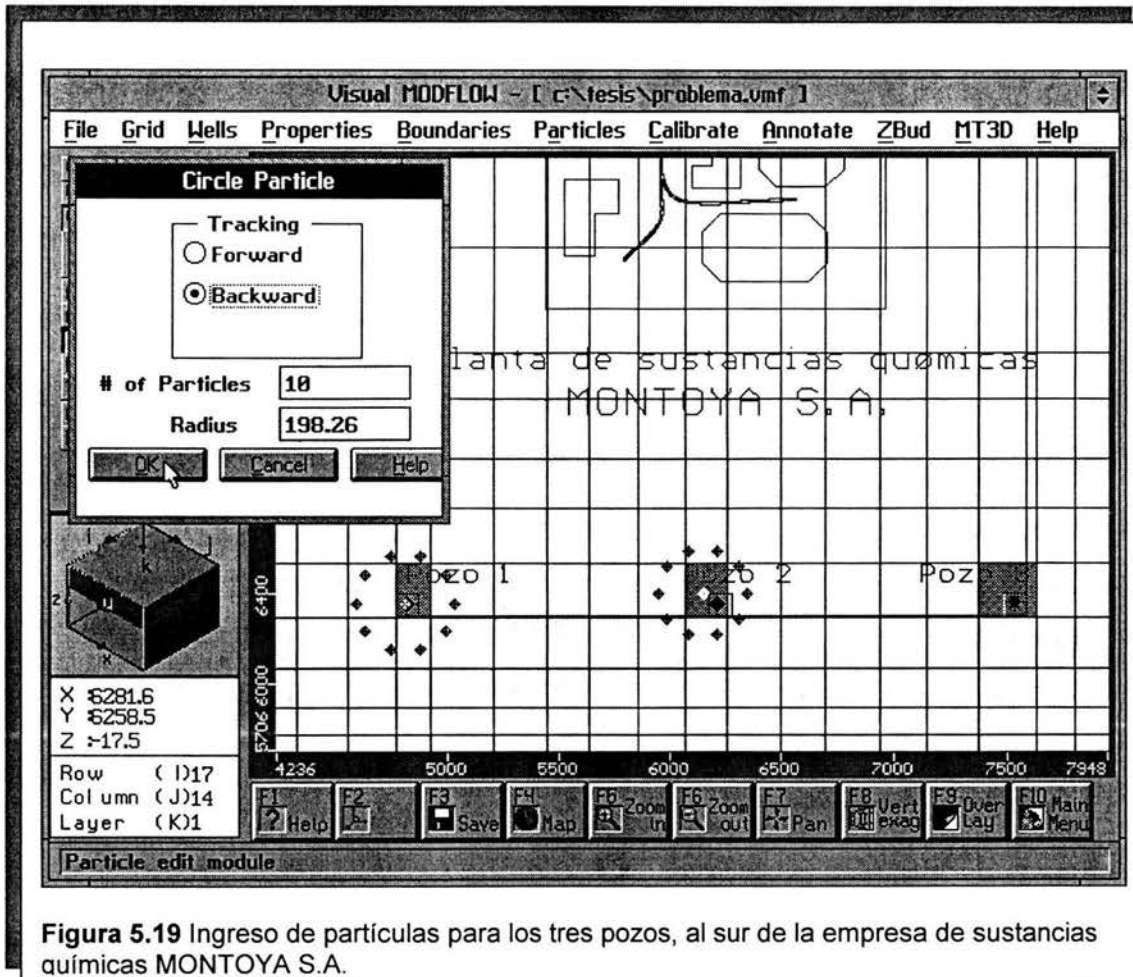 Visual MODFLOW - [ c:\tesis\problema.vmf ]
File Grid Wells Properties Boundaries Particles Calibrate Annotate ZBud MT3D Help
Circle Particle
Tracking
Forward
Backward
# of Particles 10
Radius 198.26
OK Cancel Help
lanta de sustancias quømicas
MONTOYA S.A.
ozo 1
zo 2
Pozo
6400
6000
5706
X :6281.6
Y :6258.5
Z :-17.5
Row (I)17
Column (J)14
Layer (K)1
4236 5000 5500 6000 6500 7000 7500 7948
F1 ? Help
F2
F3 Save
F4 Map
F5 Zoom in
F6 Zoom out
F7 Pan
F8 Vert exag
F9 Over Lay
F10 Main Menu
Particle edit module
Figura 5.19 Ingreso de partículas para los tres pozos, al sur de la empresa de sustancias
químicas MONTOYA S.A.